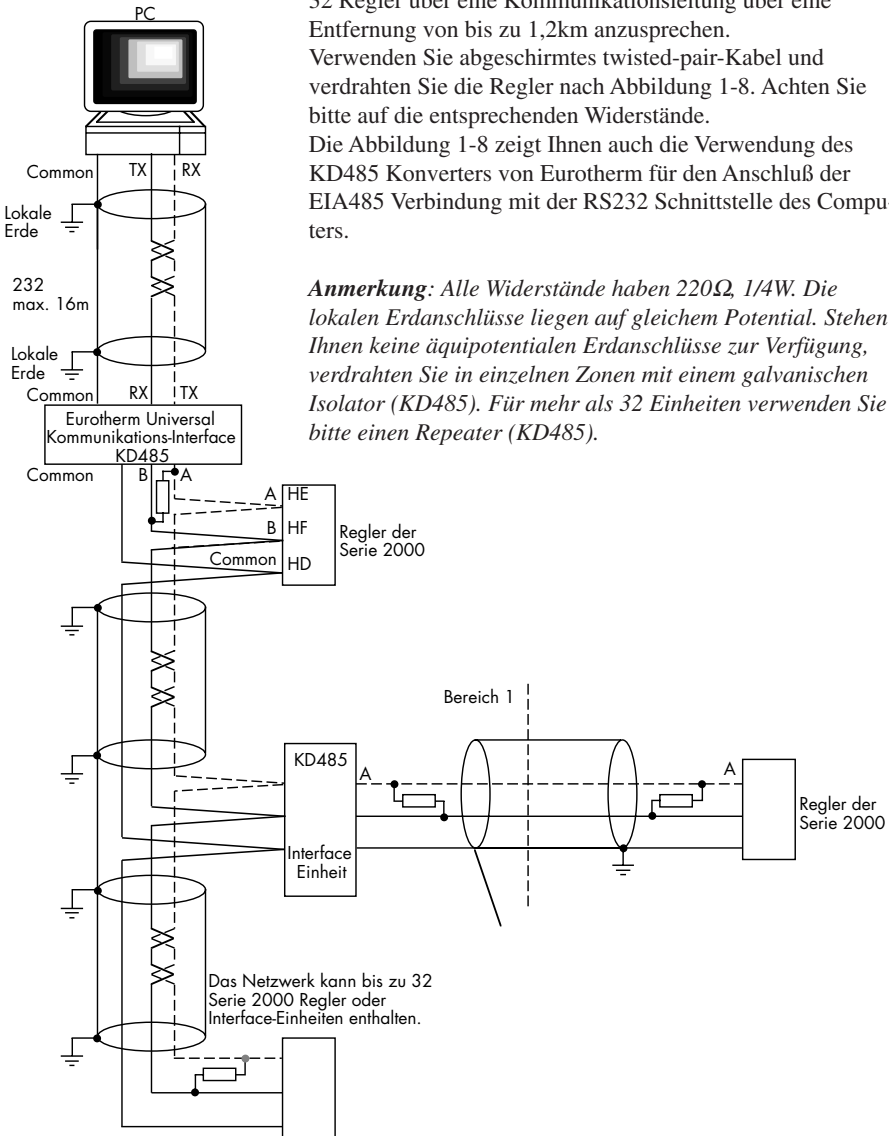 PC
32 Regler über eine Kommunikationsleitung über eine
Entfernung von bis zu 1,2km anzusprechen.
Verwenden Sie abgeschirmtes twisted-pair-Kabel und
verdrahten Sie die Regler nach Abbildung 1-8. Achten Sie
bitte auf die entsprechenden Widerstände.
Die Abbildung 1-8 zeigt Ihnen auch die Verwendung des
KD485 Konverters von Eurotherm für den Anschluß der
EIA485 Verbindung mit der RS232 Schnittstelle des Compu-
ters.
Anmerkung: Alle Widerstände haben 220Ω, 1/4W. Die
lokalen Erdanschlüsse liegen auf gleichem Potential. Stehen
Ihnen keine äquipotentialen Erdanschlüsse zur Verfügung,
verdrahten Sie in einzelnen Zonen mit einem galvanischen
Isolator (KD485). Für mehr als 32 Einheiten verwenden Sie
bitte einen Repeater (KD485).
Common TX RX
Lokale
Erde
232
max. 16m
Lokale
Erde
Common RX TX
Eurotherm Universal
Kommunikations-Interface
KD485
Common B A
A HE
B HF
Common HD
Regler der
Serie 2000
Bereich 1
KD485
A
A
Interface
Einheit
Regler der
Serie 2000
Das Netzwerk kann bis zu 32
Serie 2000 Regler oder
Interface-Einheiten enthalten.